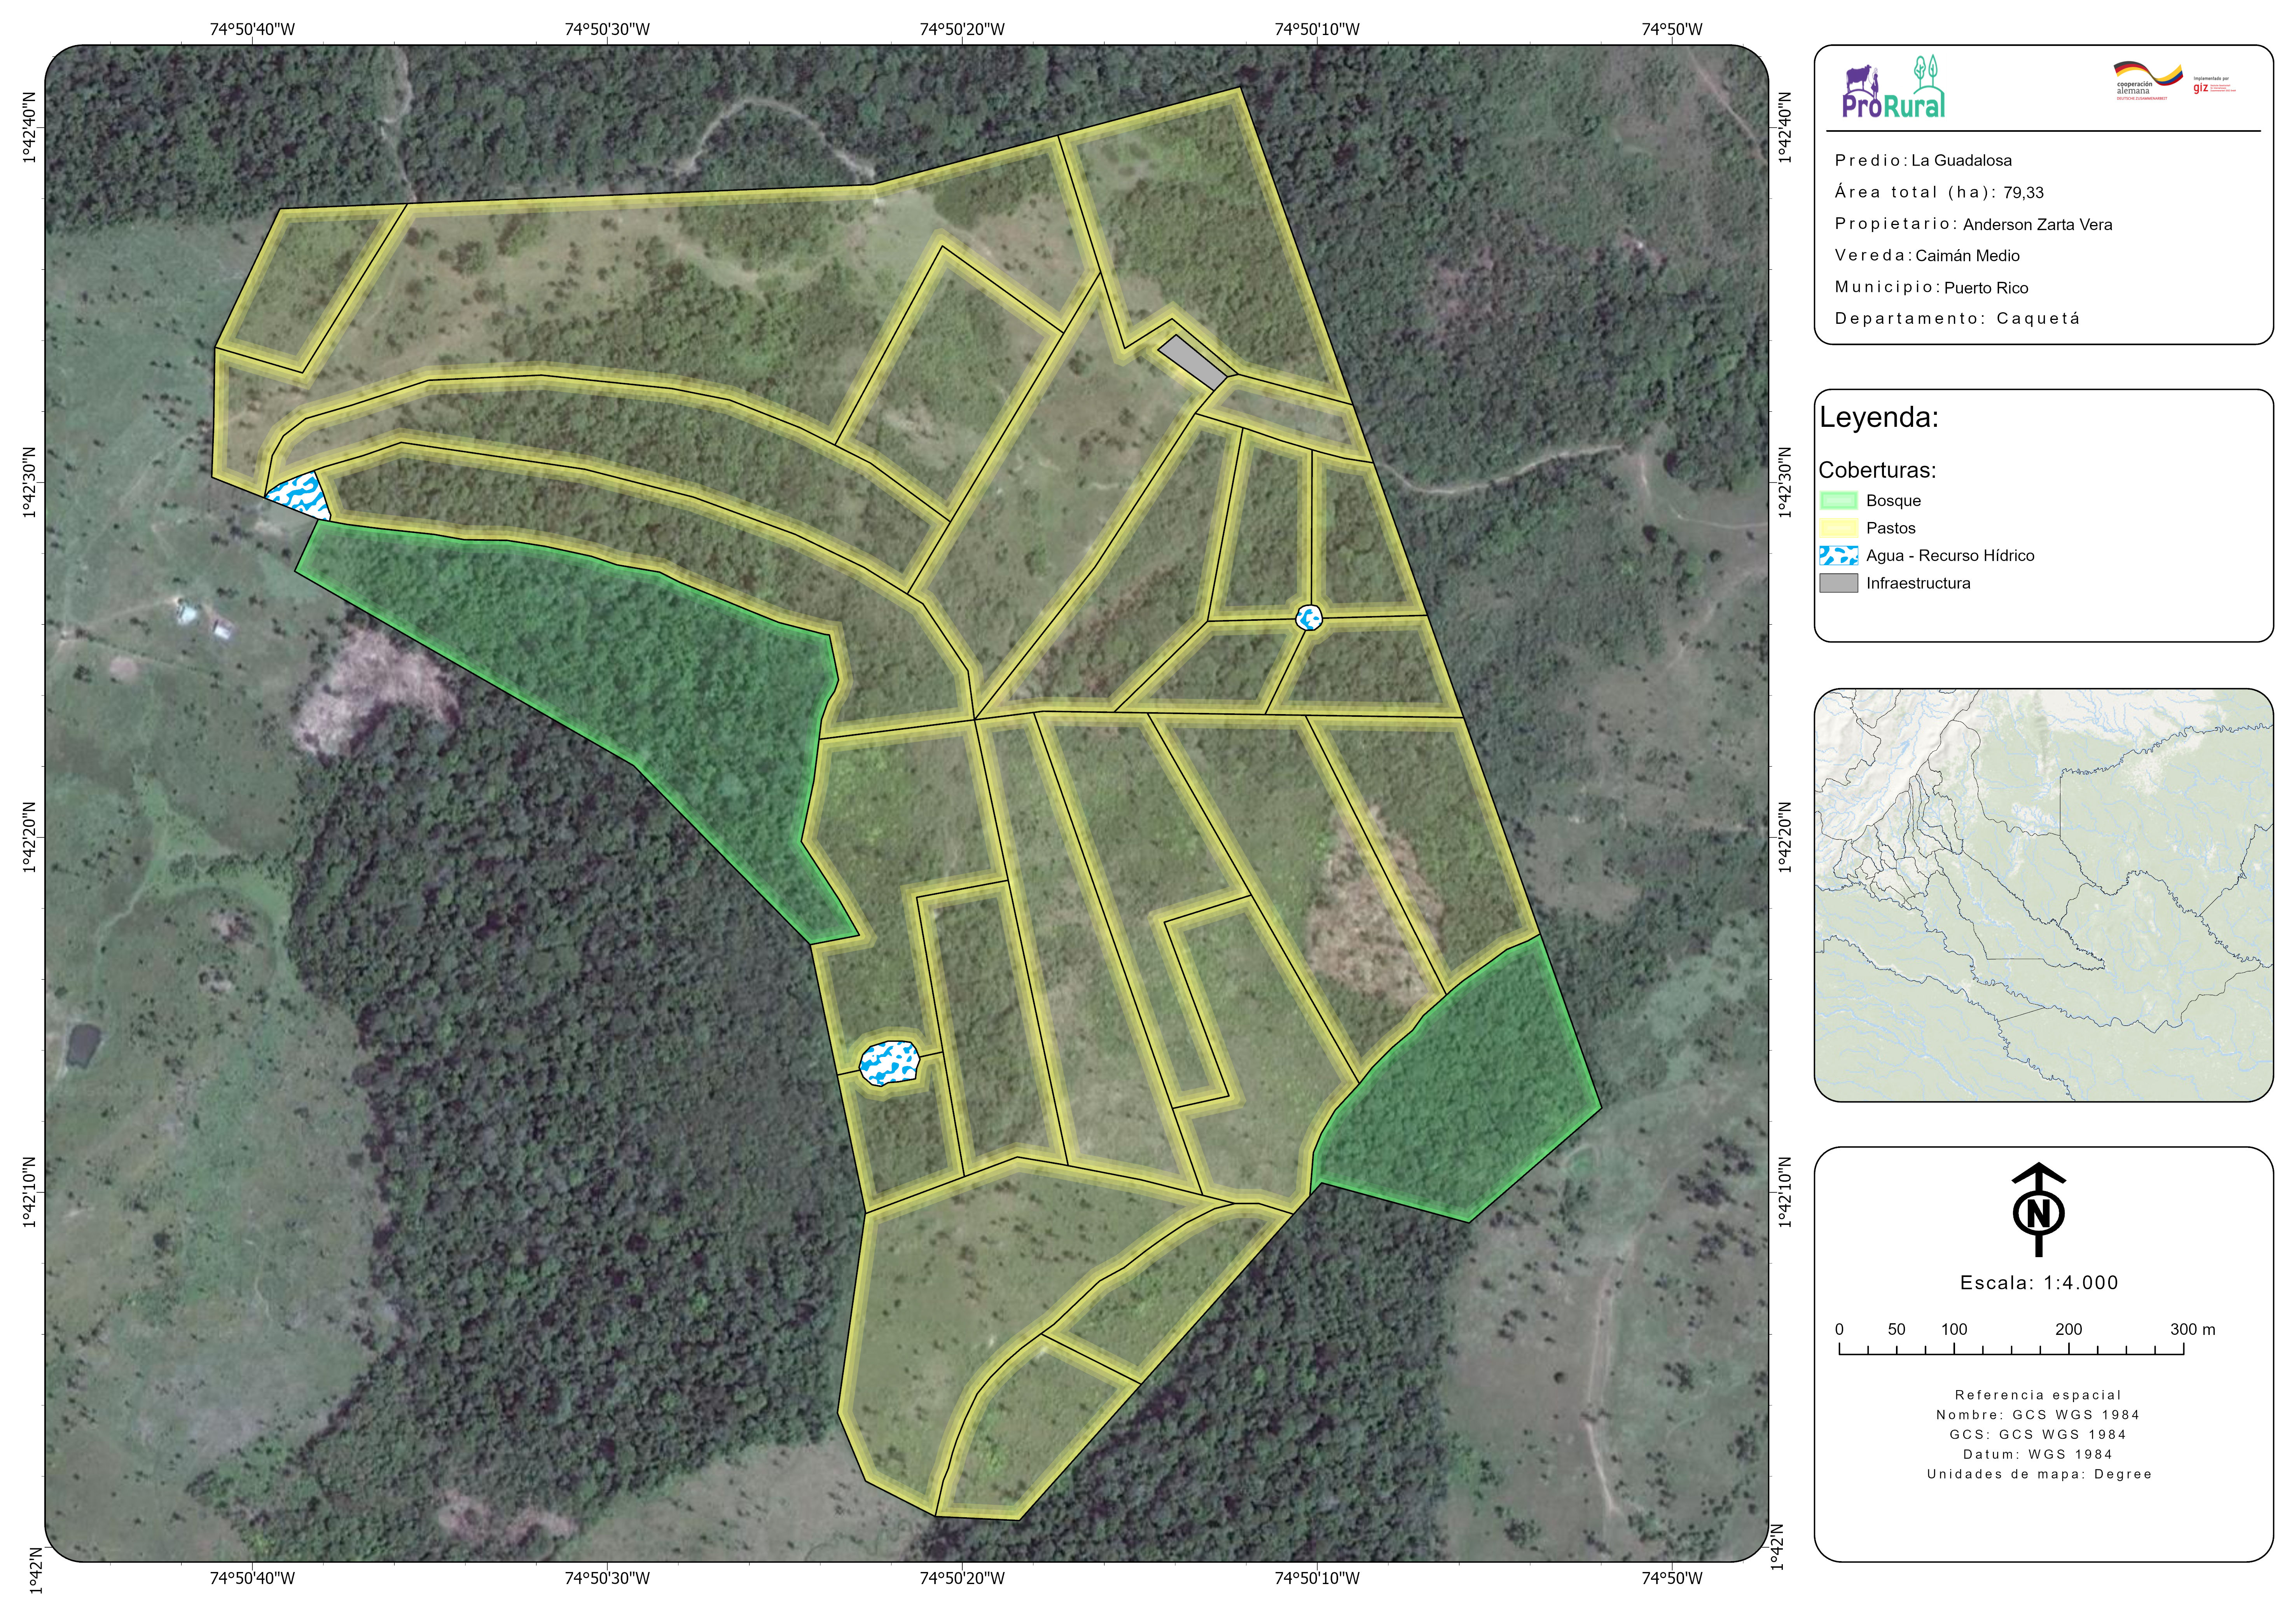 74°50'40"W 74°50'30"W 74°50'20"W 74°50'10"W 74°50'W
1°42'40"N
1°42'30"N
1°42'20"N
1°42'10"N
1°42'N
1°42'40"N
1°42'30"N
1°42'20"N
1°42'10"N
1°42'N
74°50'40"W 74°50'30"W 74°50'20"W 74°50'10"W 74°50'W
ProRural
cooperación
alemana
DEUTSCHE ZUSAMMENARBEIT
Implementado por
giz
Predio: La Guadalosa
Área total (ha): 79,33
Propietario: Anderson Zarta Vera
Vereda: Caimán Medio
Municipio: Puerto Rico
Departamento: Caquetá
Leyenda:
Coberturas:
Bosque
Pastos
Agua - Recurso Hídrico
Infraestructura
N
Escala: 1:4.000
0 50 100 200 300 m
Referencia espacial
Nombre: GCS WGS 1984
GCS: GCS WGS 1984
Datum: WGS 1984
Unidades de mapa: Degree